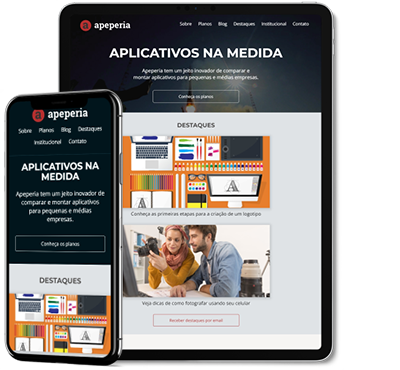 apeperia
Sobre Planos Blog Destaques Institucional Contato
APLICATIVOS NA MEDIDA
Apeperia tem um jeito inovador de comparar e
montar aplicativos para pequenas e médias empresas.
Conheça os planos
DESTAQUES
Conheça as primeiras etapas para a criação de um logotipo
Veja dicas de como fotografar usando seu celular
Receber destaques por email
apeperia
Sobre Planos Blog Destaques
Institucional Contato
APLICATIVOS NA
MEDIDA
Apeperia tem um jeito inovador de
comparar e montar aplicativos
para pequenas e médias
empresas.
Conheça os planos
DESTAQUES